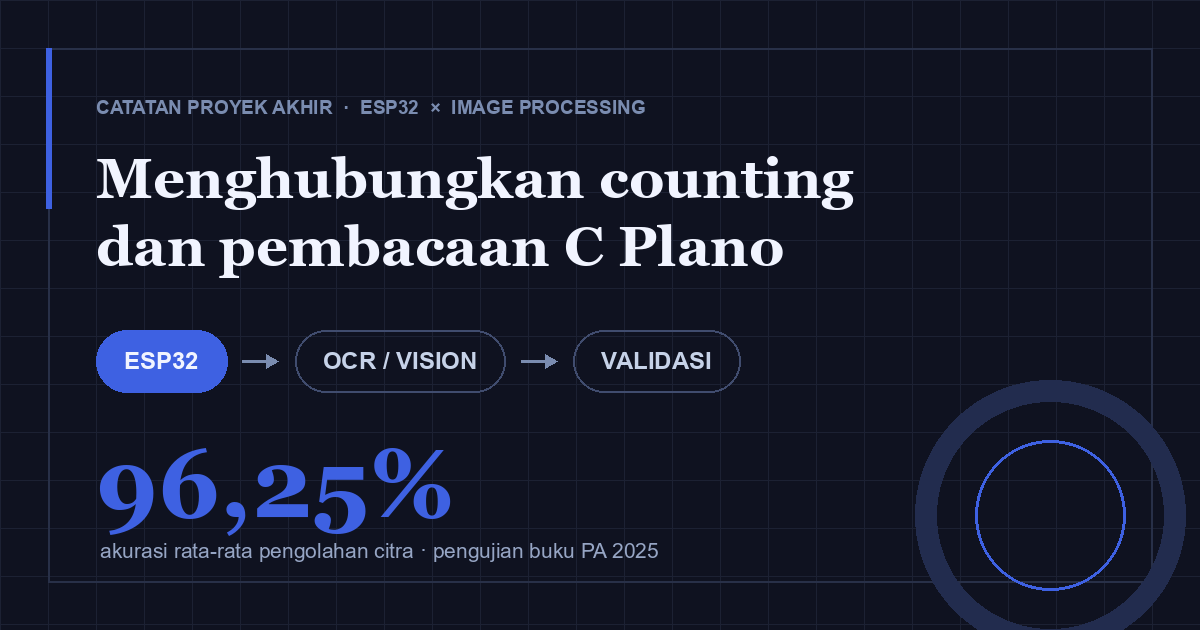 CATATAN PROYEK AKHIR · ESP32 × IMAGE PROCESSING
Menghubungkan counting
dan pembacaan C Plano
ESP32 → OCR / VISION → VALIDASI
96,25%
akurasi rata-rata pengolahan citra · pengujian buku PA 2025